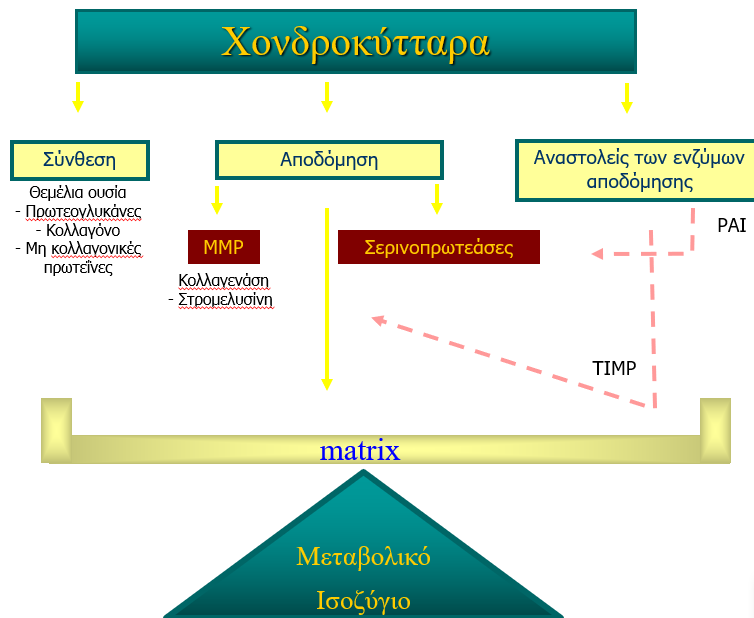 Χονδροκύτταρα
Σύνθεση
Θεμέλια ουσία
- Πρωτεογλυκάνες
- Κολλαγόνο
- Μη κολλαγονικές
πρωτεΐνες
Αποδόμηση
MMP
Κολλαγενάση
- Στρομελυσίνη
Σερινοπρωτεάσες
Αναστολείς των ενζύμων
αποδόμησης
PAI
TIMP
matrix
Μεταβολικό
Ισοζύγιο